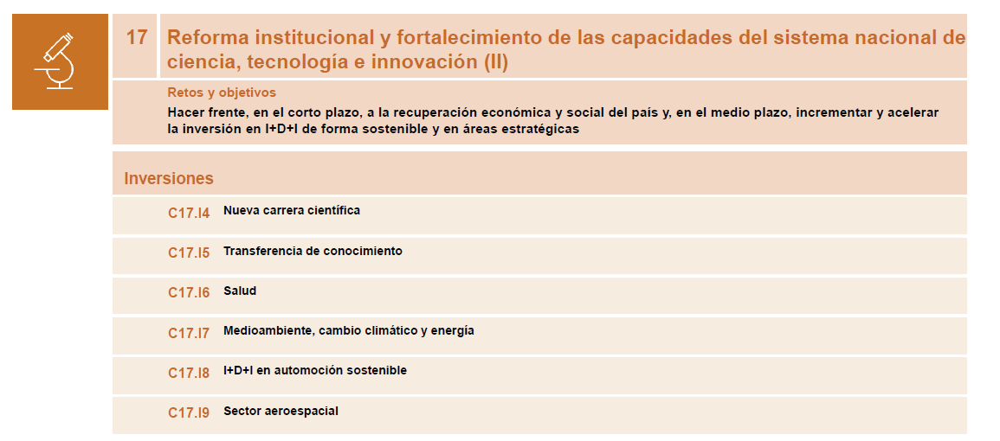 17 Reforma institucional y fortalecimiento de las capacidades del sistema nacional de
ciencia, tecnología e innovación (II)
Retos y objetivos
Hacer frente, en el corto plazo, a la recuperación económica y social del país y, en el medio plazo, incrementar y acelerar
la inversión en I+D+I de forma sostenible y en áreas estratégicas
Inversiones
C17.I4 Nueva carrera científica
C17.I5 Transferencia de conocimiento
C17.I6 Salud
C17.I7 Medioambiente, cambio climático y energía
C17.I8 I+D+I en automoción sostenible
C17.I9 Sector aeroespacial